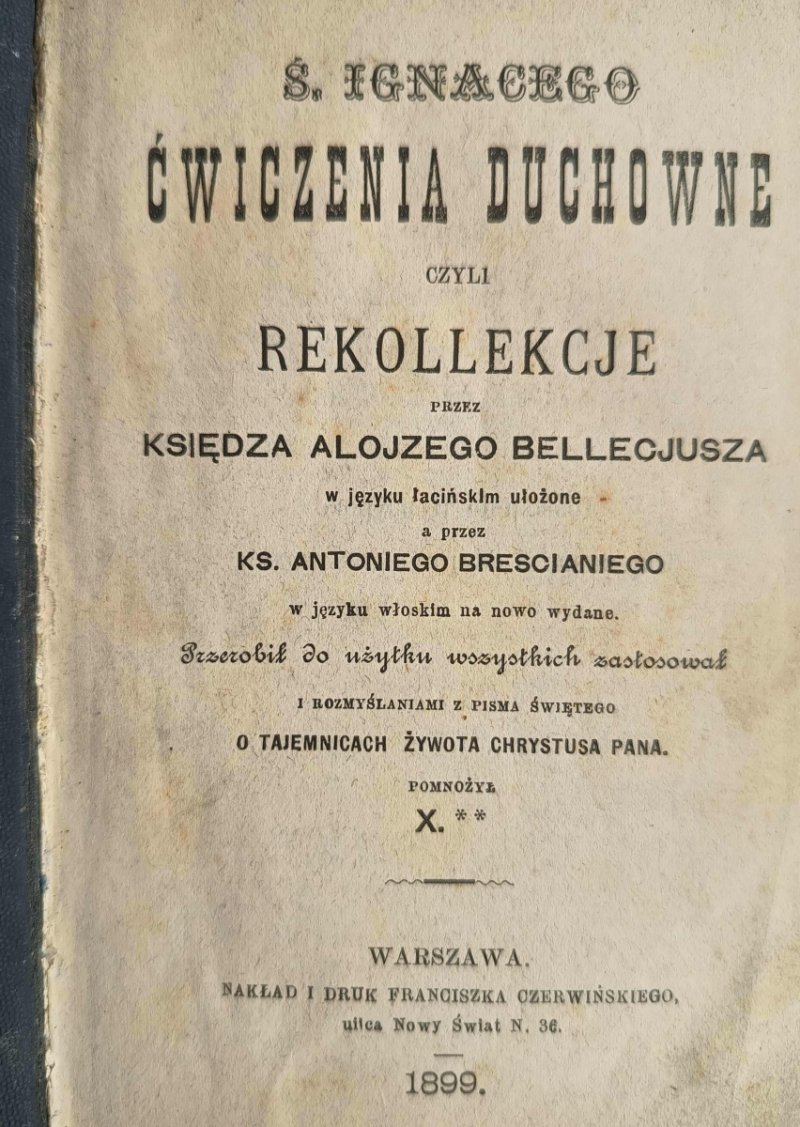 Ś. IGNACEGO
ĆWICZENIA DUCHOWNE
CZYLI
REKOLLEKCJE
PRZEZ
KSIĘDZA ALOJZEGO BELLECJUSZA
w języku łacińskim ułożone
a przez
KS. ANTONIEGO BRESCIANIEGO
w języku włoskim na nowo wydane.
Przerobił do użytku wszystkich zastosował
I ROZMYŚLANIAMI Z PISMA ŚWIĘTEGO
O TAJEMNICACH ŻYWOTA CHRYSTUSA PANA.
POMNOŻYŁ
X. **
WARSZAWA.
NAKŁAD I DRUK FRANCISZKA CZERWIŃSKIEGO,
ulica Nowy Świat N. 36.
1899.